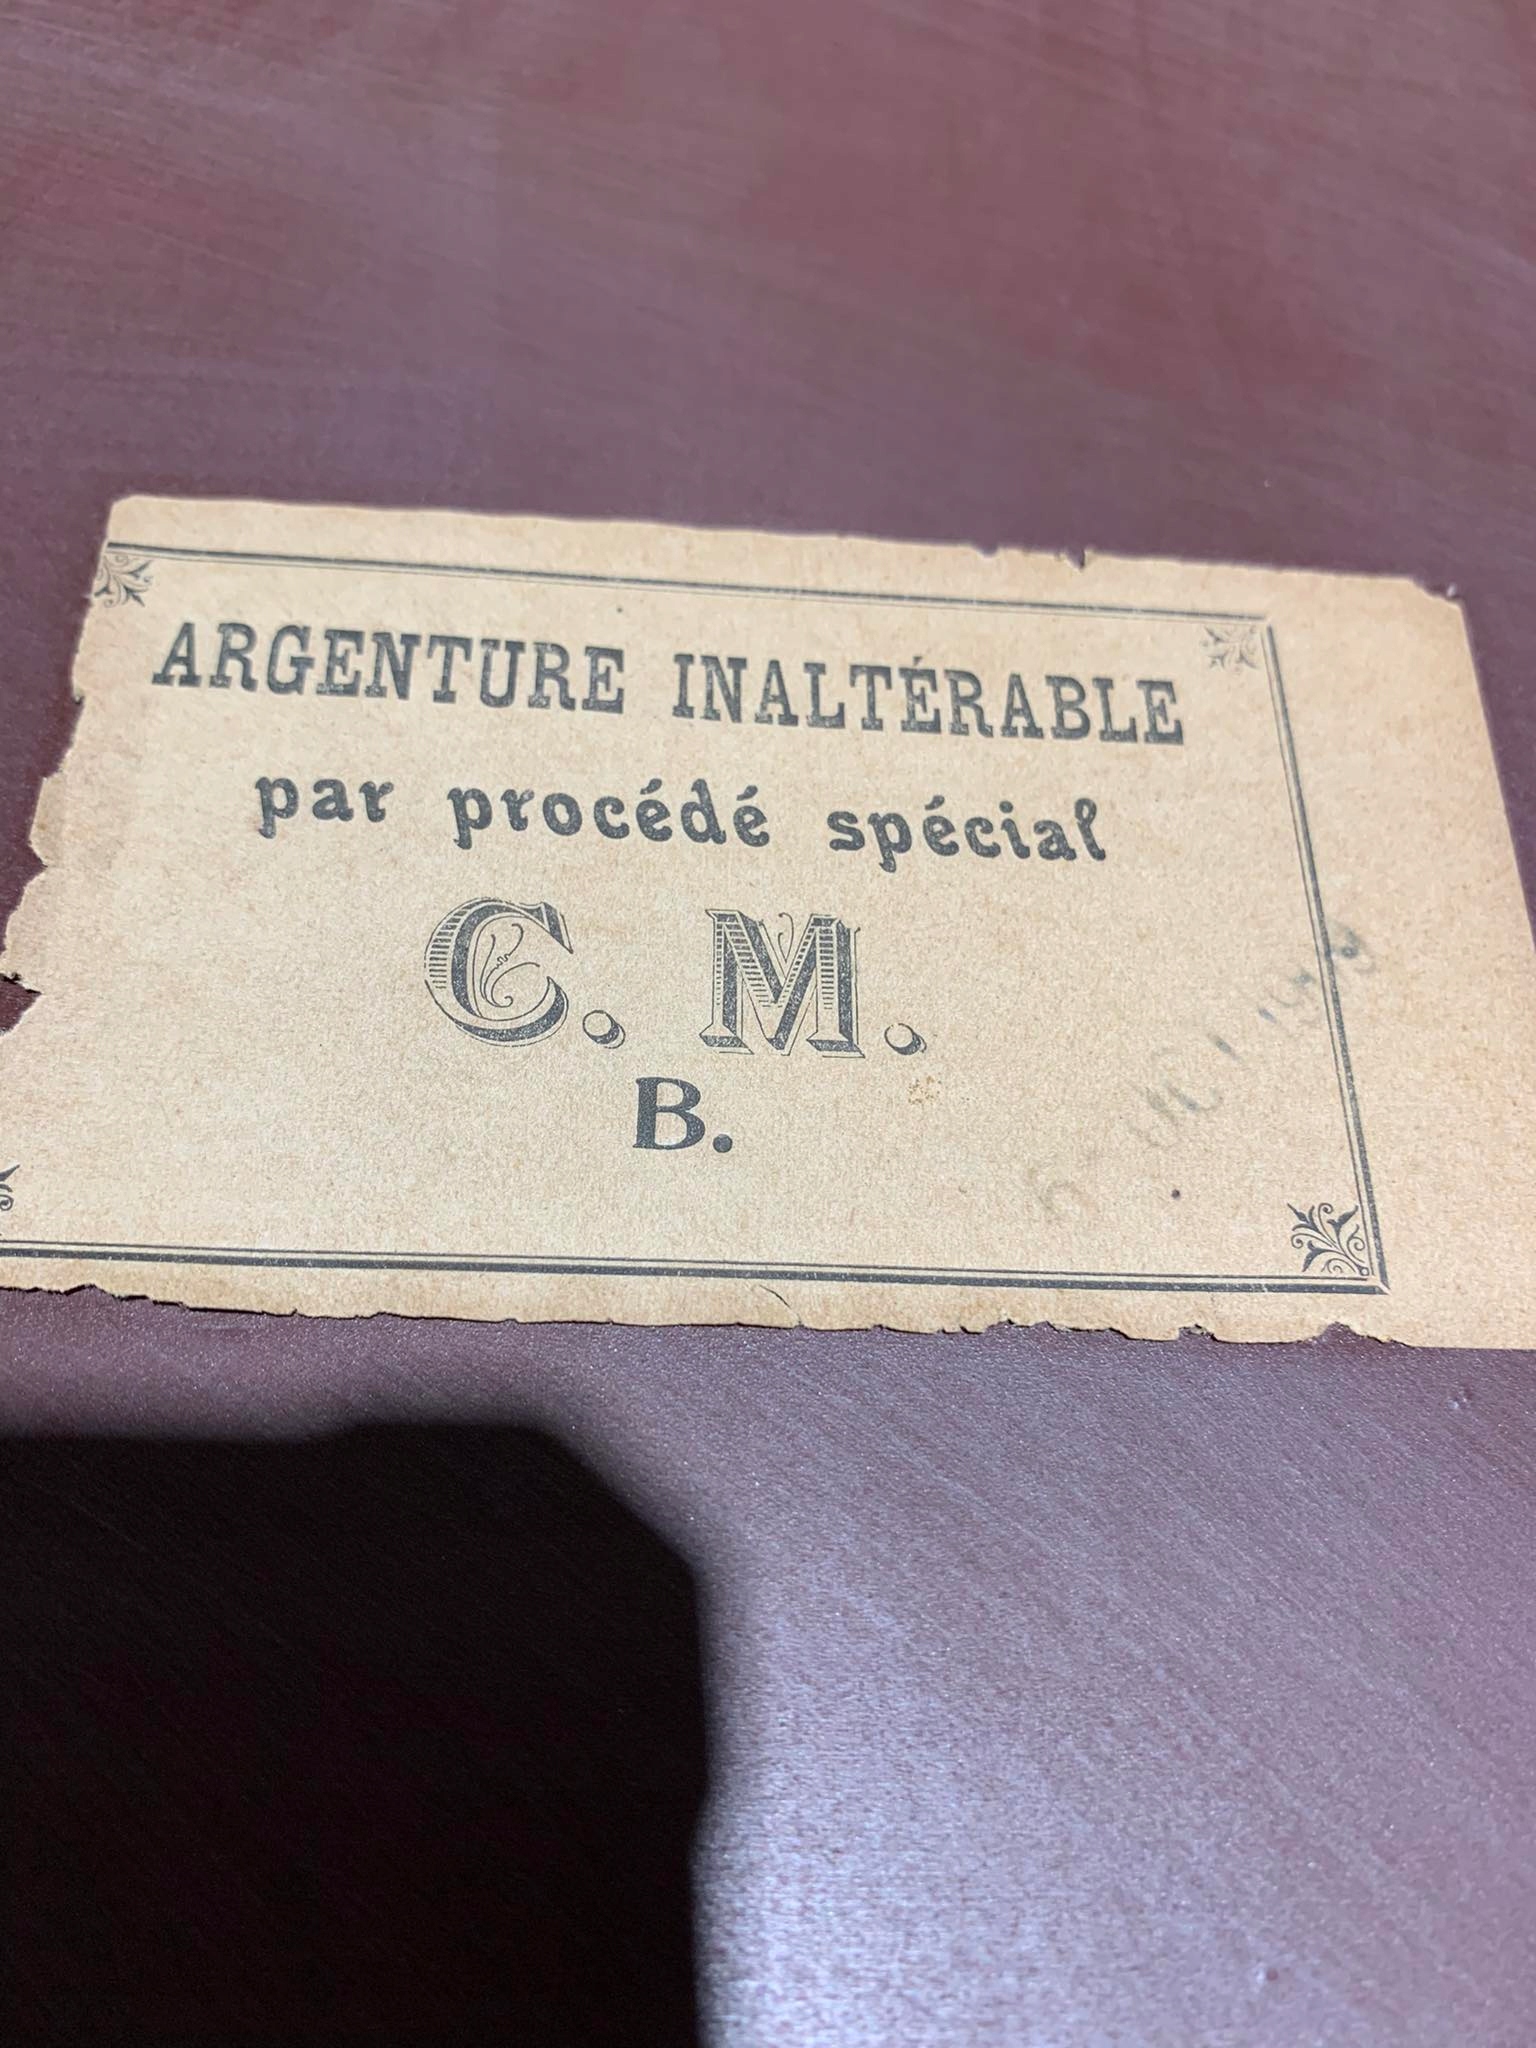 ARGENTURE INALTÉRABLE
par procédé spécial
C. M.
B.